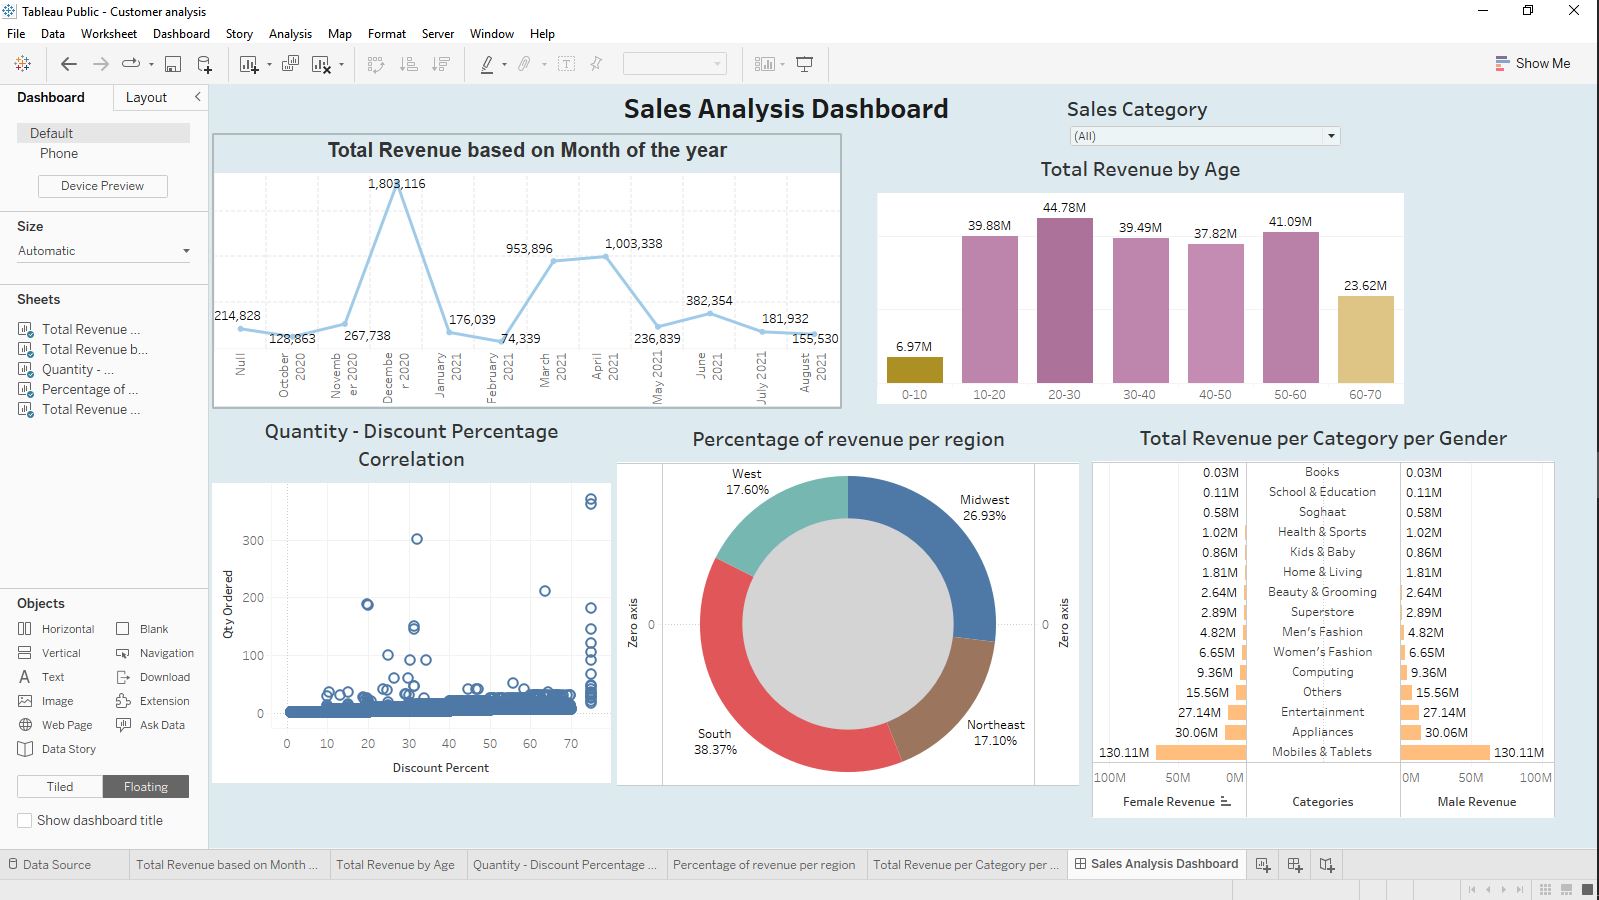 Tableau Public - Customer analysis
File Data Worksheet Dashboard Story Analysis Map Format Server Window Help
Show Me
Dashboard Layout
Default
Phone
Device Preview
Size
Automatic
Sheets
Total Revenue ...
Total Revenue b...
Quantity - ...
Percentage of ...
Total Revenue ...
Objects
Horizontal Blank
Vertical Navigation
Text Download
Image Extension
Web Page Ask Data
Data Story
Tiled Floating
Show dashboard title
Sales Analysis Dashboard
Sales Category
(All)
Total Revenue based on Month of the year
1,803,116
953,896
1,003,338
214,828
128,863
267,738
176,039
74,339
236,839
382,354
181,932
155,530
Null
October
2020
Novemb
er 2020
Decembe
r 2020
January
2021
February
2021
March
2021
April
2021
May 2021
June
2021
July 2021
August
2021
Total Revenue by Age
6.97M
39.88M
44.78M
39.49M
37.82M
41.09M
23.62M
0-10 10-20 20-30 30-40 40-50 50-60 60-70
Quantity - Discount Percentage
Correlation
Qty Ordered
300
200
100
0
0 10 20 30 40 50 60 70
Discount Percent
Percentage of revenue per region
West
17.60%
Midwest
26.93%
South
38.37%
Northeast
17.10%
Zero axis
0
0
Zero axis
Total Revenue per Category per Gender
0.03M Books 0.03M
0.11M School & Education 0.11M
0.58M Soghaat 0.58M
1.02M Health & Sports 1.02M
0.86M Kids & Baby 0.86M
1.81M Home & Living 1.81M
2.64M Beauty & Grooming 2.64M
2.89M Superstore 2.89M
4.82M Men's Fashion 4.82M
6.65M Women's Fashion 6.65M
9.36M Computing 9.36M
15.56M Others 15.56M
27.14M Entertainment 27.14M
30.06M Appliances 30.06M
130.11M Mobiles & Tablets 130.11M
100M 50M 0M 0M 50M 100M
Female Revenue Categories Male Revenue
Data Source Total Revenue based on Month ... Total Revenue by Age Quantity - Discount Percentage ... Percentage of revenue per region Total Revenue per Category per ... Sales Analysis Dashboard